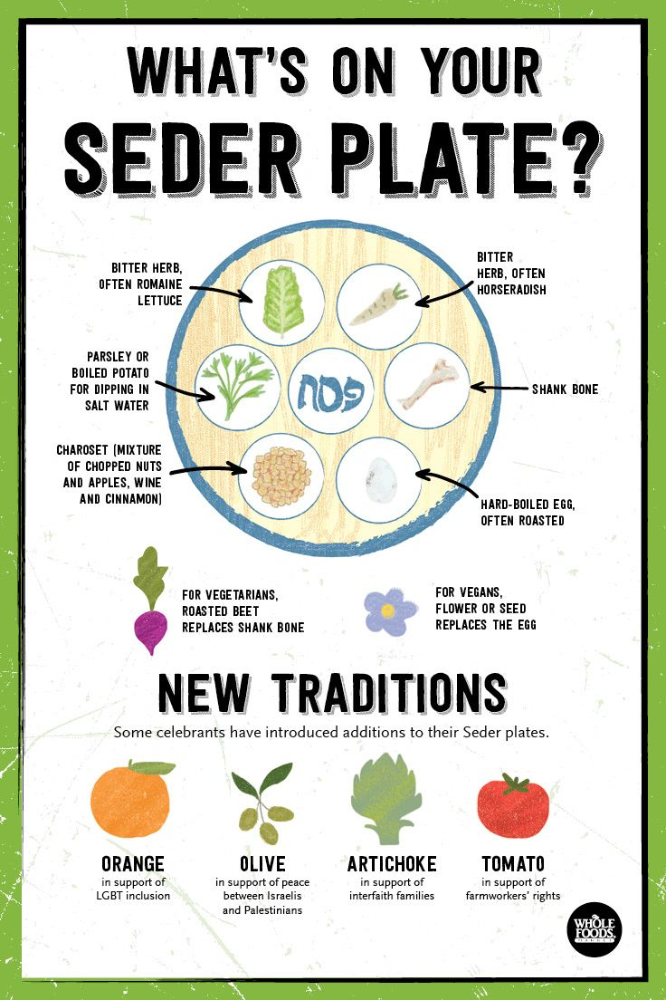 WHAT'S ON YOUR
SEDER PLATE?
BITTER HERB,
OFTEN ROMAINE
LETTUCE
BITTER
HERB, OFTEN
HORSERADISH
PARSLEY OR
BOILED POTATO
FOR DIPPING IN
SALT WATER
פסח
SHANK BONE
CHAROSET (MIXTURE
OF CHOPPED NUTS
AND APPLES, WINE
AND CINNAMON)
HARD-BOILED EGG,
OFTEN ROASTED
FOR VEGETARIANS,
ROASTED BEET
REPLACES SHANK BONE
FOR VEGANS,
FLOWER OR SEED
REPLACES THE EGG
NEW TRADITIONS
Some celebrants have introduced additions to their Seder plates.
ORANGE
in support of
LGBT inclusion
OLIVE
in support of peace
between Israelis
and Palestinians
ARTICHOKE
in support of
interfaith families
TOMATO
in support of
farmworkers' rights
WHOLE
FOODS
MARKET